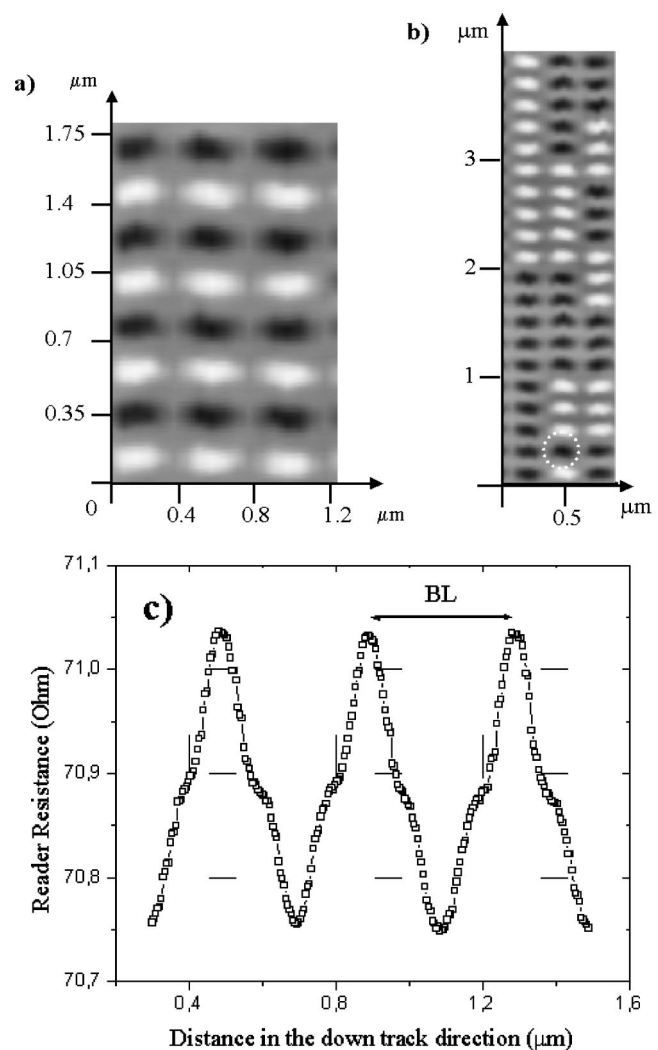 a)
μm
1.75
1.4
1.05
0.7
0.35
0
0.4
0.8
1.2
μm
b)
μm
3
2
1
0.5
μm
c)
BL
71,1
71,0
70,9
70,8
70,7
Reader Resistance (Ohm)
0,4
0,8
1,2
1,6
Distance in the down track direction (μm)